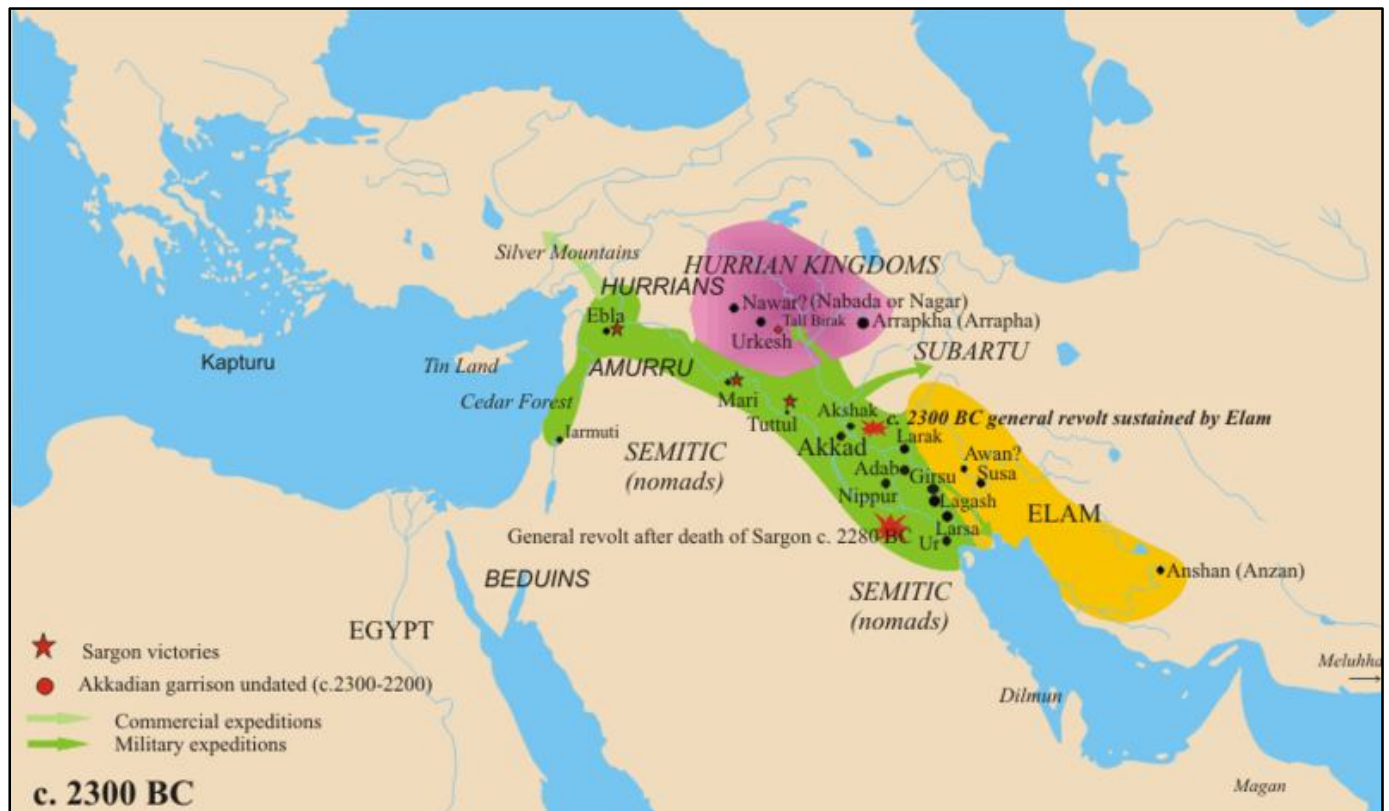 Silver Mountains
HURRIAN KINGDOMS
HURRIANS
Nawar? (Nabada or Nagar)
Ebla
Tall Birak
Arrapkha (Arrapha)
Urkesh
SUBARTU
Kapturu
Tin Land
AMURRU
Cedar Forest
Mari
Tuttul
Akshak
c. 2300 BC general revolt sustained by Elam
Iarmuti
Akkad
Larak
SEMITIC
(nomads)
Awan?
Adab
Girsu
Susa
Nippur
Lagash
ELAM
Larsa
General revolt after death of Sargon c. 2280 BC
Ur
Anshan (Anzan)
BEDUINS
SEMITIC
(nomads)
EGYPT
Sargon victories
Meluhha
Akkadian garrison undated (c.2300-2200)
Dilmun
Commercial expeditions
Military expeditions
Magan
c. 2300 BC